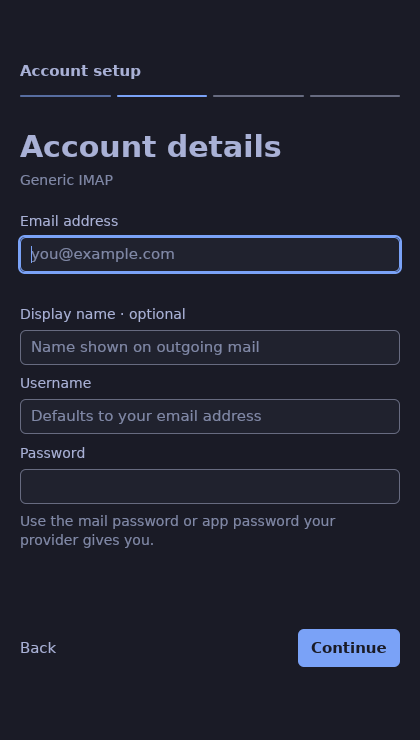 Account setup
Account details
Generic IMAP
Email address
you@example.com
Display name · optional
Name shown on outgoing mail
Username
Defaults to your email address
Password
Use the mail password or app password your
provider gives you.
Back
Continue